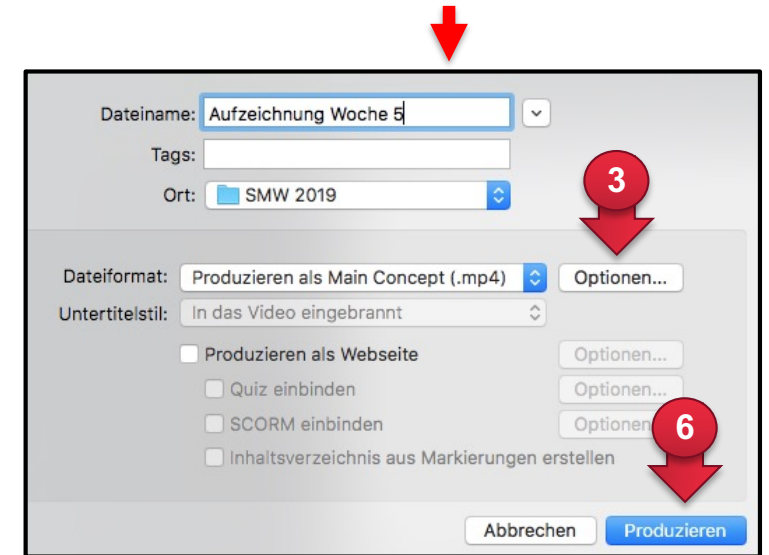 Dateiname: Aufzeichnung Woche 5
Tags:
Ort: SMW 2019
3
Dateiformat: Produzieren als Main Concept (.mp4) Optionen...
Untertitelstil: In das Video eingebrannt
Produzieren als Webseite Optionen...
Quiz einbinden Optionen...
SCORM einbinden Optionen
6
Inhaltsverzeichnis aus Markierungen erstellen
Abbrechen Produzieren